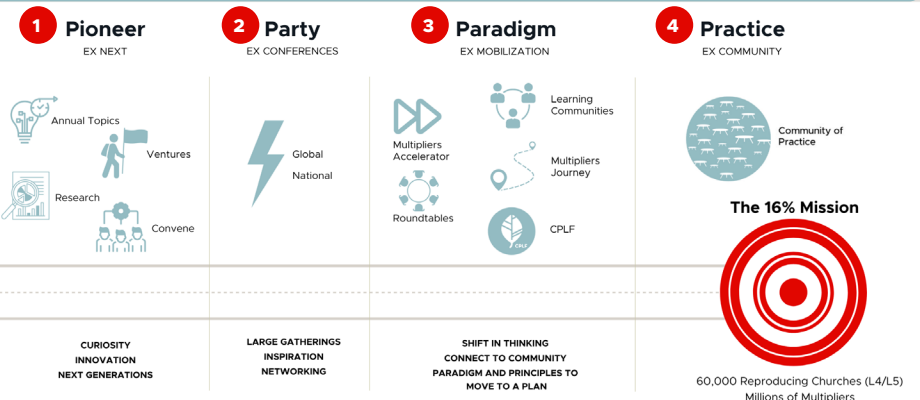 1 Pioneer
EX NEXT
Annual Topics
Ventures
Research
Convene
CURIOSITY
INNOVATION
NEXT GENERATIONS
2 Party
EX CONFERENCES
Global
National
LARGE GATHERINGS
INSPIRATION
NETWORKING
3 Paradigm
EX MOBILIZATION
Learning
Communities
Multipliers
Accelerator
Multipliers
Journey
Roundtables
CPLF
CPLF
SHIFT IN THINKING
CONNECT TO COMMUNITY
PARADIGM AND PRINCIPLES TO
MOVE TO A PLAN
4 Practice
EX COMMUNITY
Community of
Practice
The 16% Mission
60,000 Reproducing Churches (L4/L5)
Millions of Multipliers